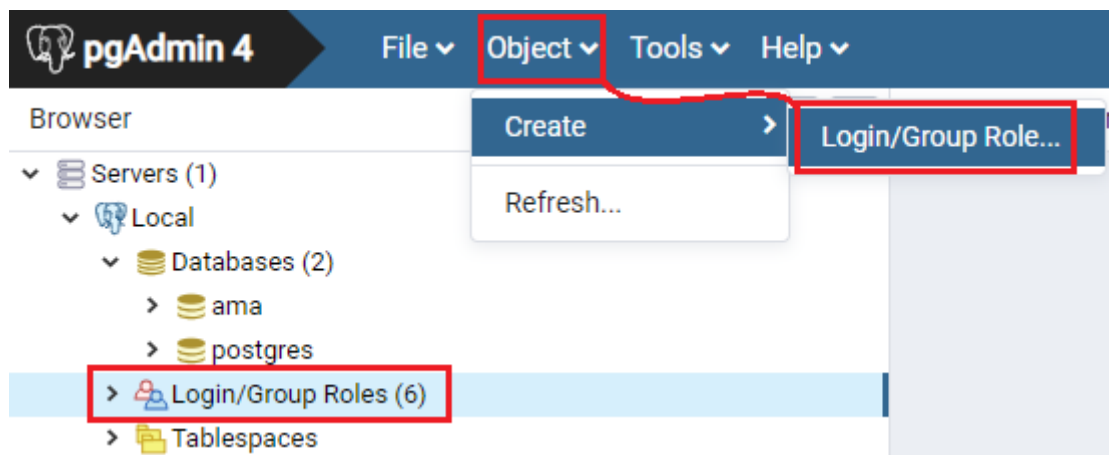 pgAdmin 4 File Object Tools Help
Browser Create Login/Group Role...
Servers (1)
Refresh...
Local
Databases (2)
ama
postgres
Login/Group Roles (6)
Tablespaces